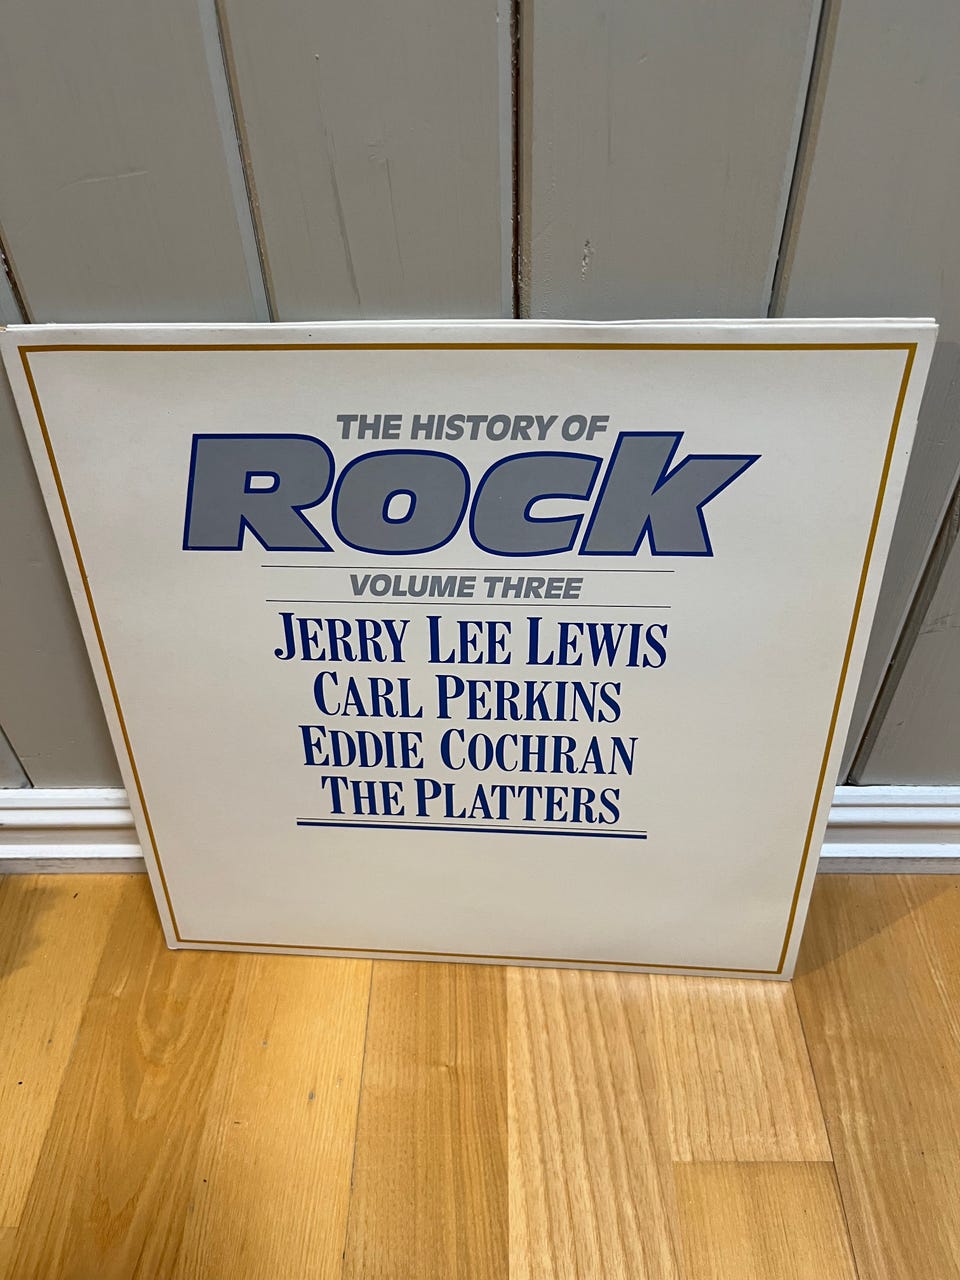 THE HISTORY OF
ROCK
VOLUME THREE
JERRY LEE LEWIS
CARL PERKINS
EDDIE COCHRAN
THE PLATTERS